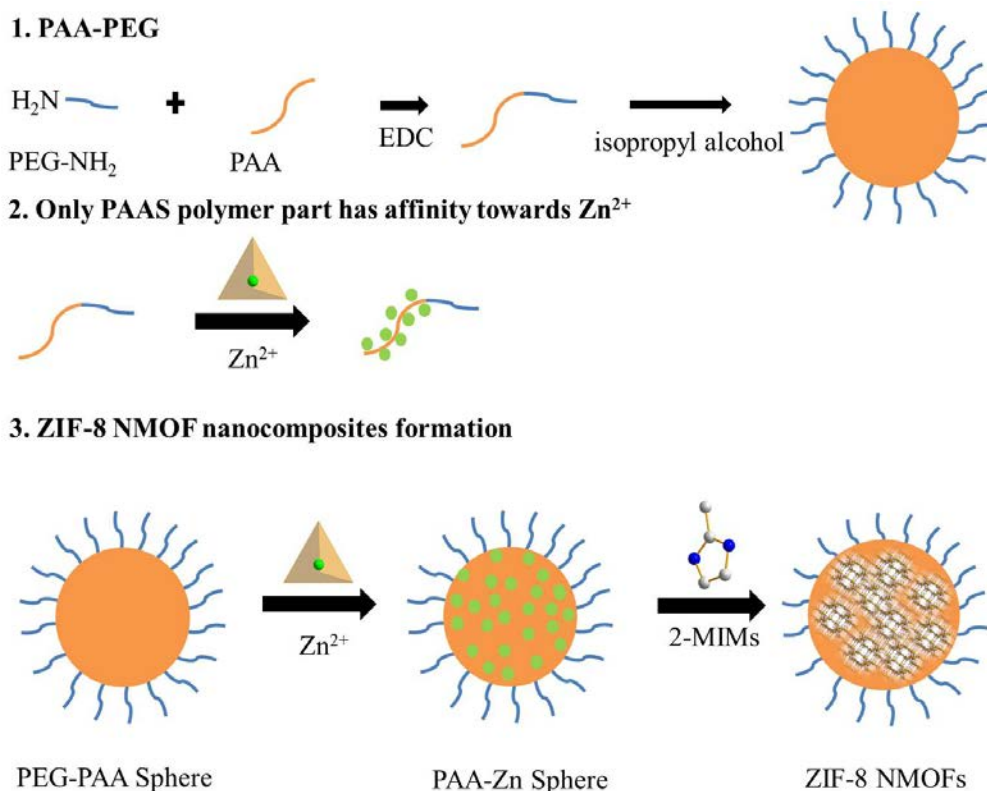 1. PAA-PEG
H₂N
+
PEG-NH₂
PAA
EDC
isopropyl alcohol
2. Only PAAS polymer part has affinity towards Zn²⁺
Zn²⁺
3. ZIF-8 NMOF nanocomposites formation
Zn²⁺
2-MIMs
PEG-PAA Sphere
PAA-Zn Sphere
ZIF-8 NMOFs